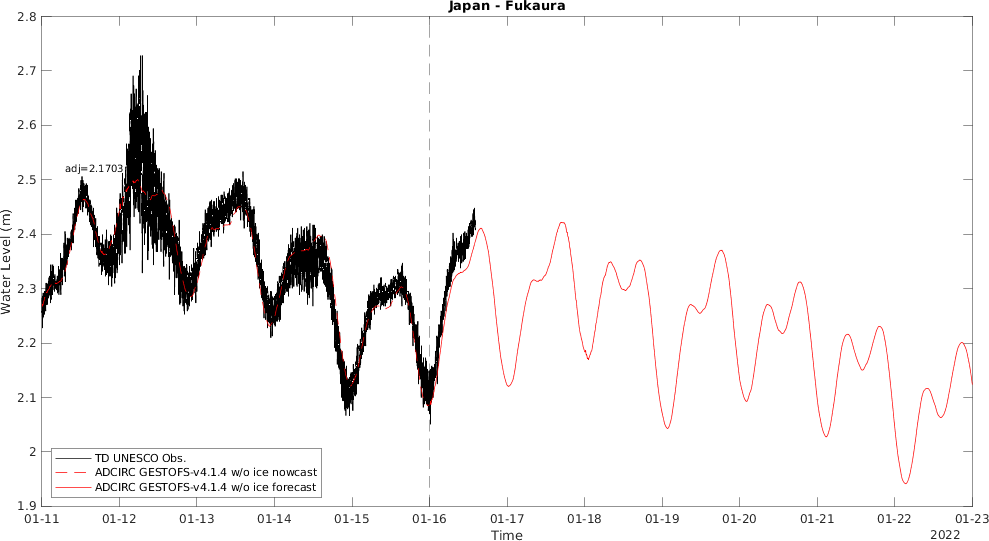 Japan - Fukaura
2.8
2.7
2.6
2.5
2.4
2.3
2.2
2.1
2
1.9
Water Level (m)
adj=2.1703
TD UNESCO Obs.
ADCIRC GESTOFS-v4.1.4 w/o ice nowcast
ADCIRC GESTOFS-v4.1.4 w/o ice forecast
01-11 01-12 01-13 01-14 01-15 01-16 01-17 01-18 01-19 01-20 01-21 01-22 01-23
Time
2022